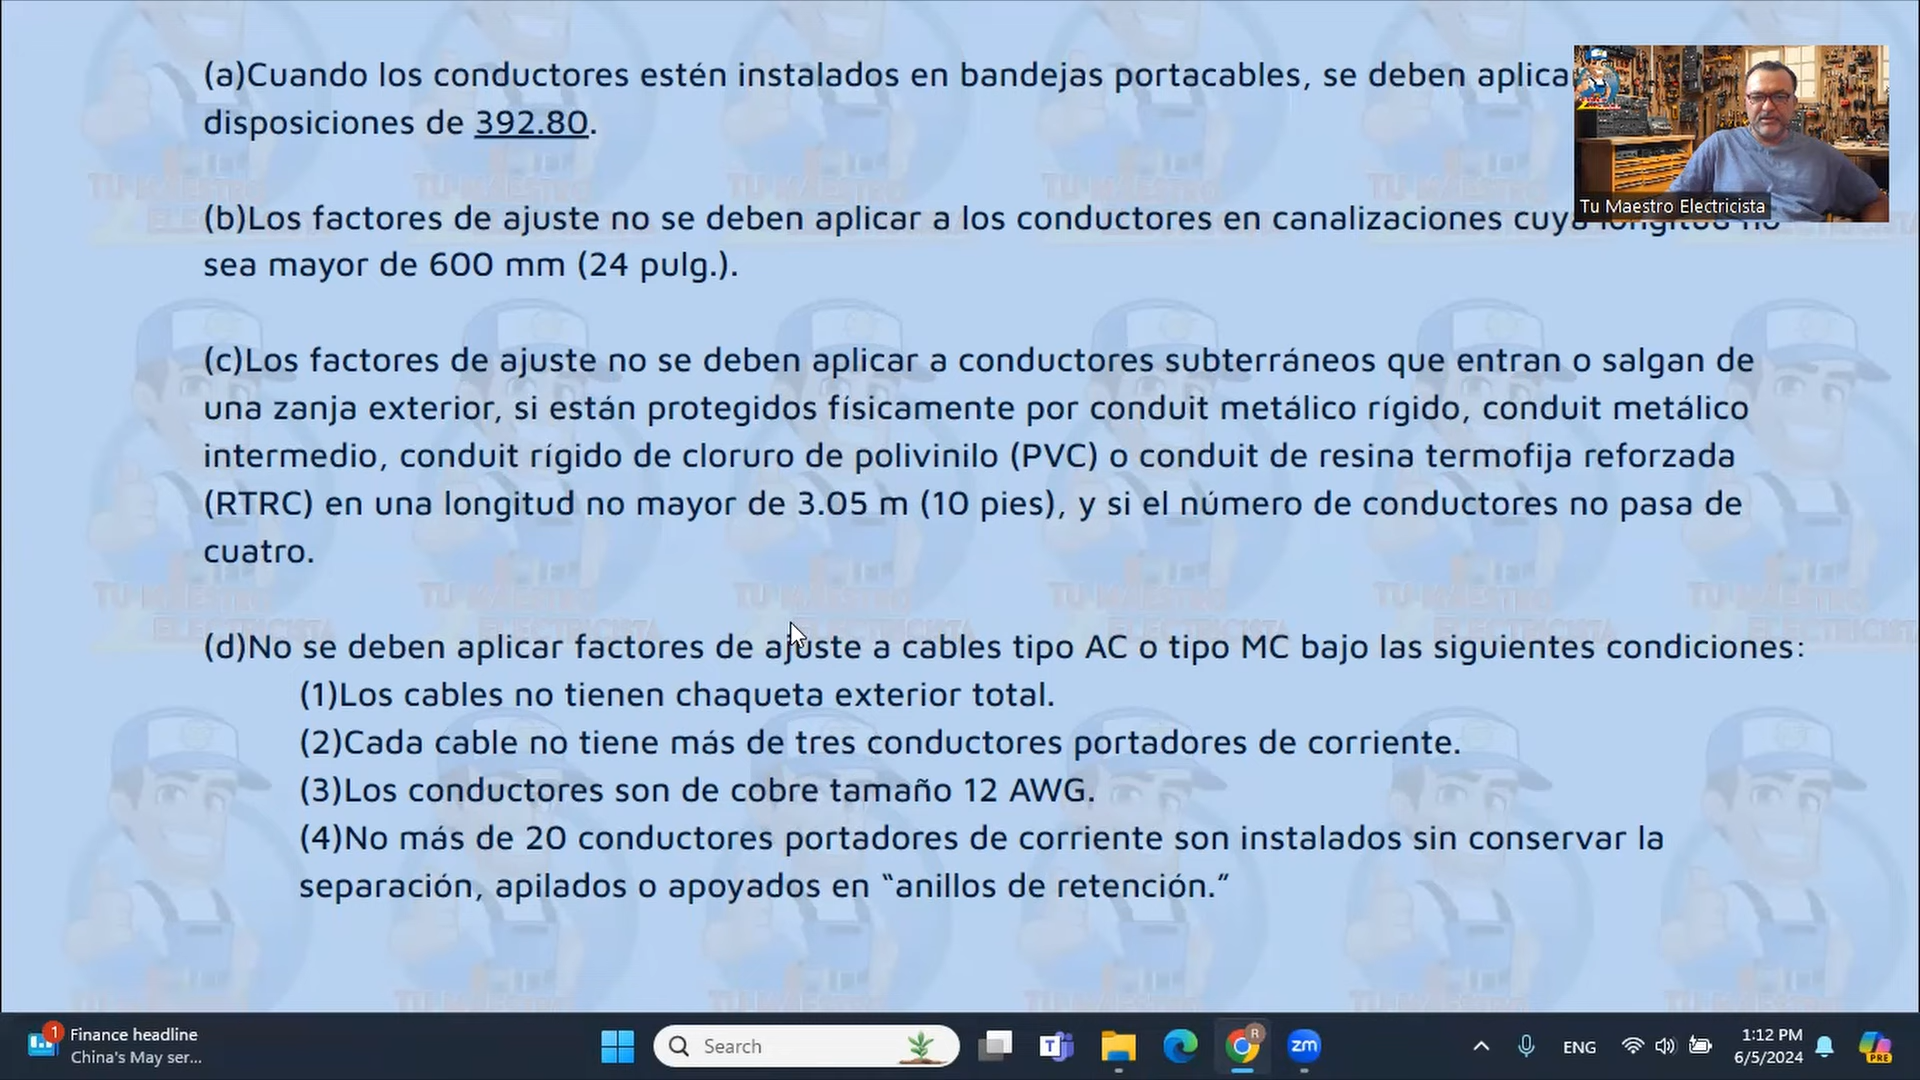 (a)Cuando los conductores estén instalados en bandejas portacables, se deben aplica
disposiciones de 392.80.
Tu Maestro Electricista
(b)Los factores de ajuste no se deben aplicar a los conductores en canalizaciones cuya longitud no
sea mayor de 600 mm (24 pulg.).
(c)Los factores de ajuste no se deben aplicar a conductores subterráneos que entran o salgan de
una zanja exterior, si están protegidos físicamente por conduit metálico rígido, conduit metálico
intermedio, conduit rígido de cloruro de polivinilo (PVC) o conduit de resina termofija reforzada
(RTRC) en una longitud no mayor de 3.05 m (10 pies), y si el número de conductores no pasa de
cuatro.
TU MAESTRO
ELECTRICISTA
(d)No se deben aplicar factores de ajuste a cables tipo AC o tipo MC bajo las siguientes condiciones:
(1)Los cables no tienen chaqueta exterior total.
(2)Cada cable no tiene más de tres conductores portadores de corriente.
(3)Los conductores son de cobre tamaño 12 AWG.
(4)No más de 20 conductores portadores de corriente son instalados sin conservar la
separación, apilados o apoyados en “anillos de retención.”
1
Finance headline
China's May ser...
Search
R
zm
ENG
1:12 PM
6/5/2024
PRE